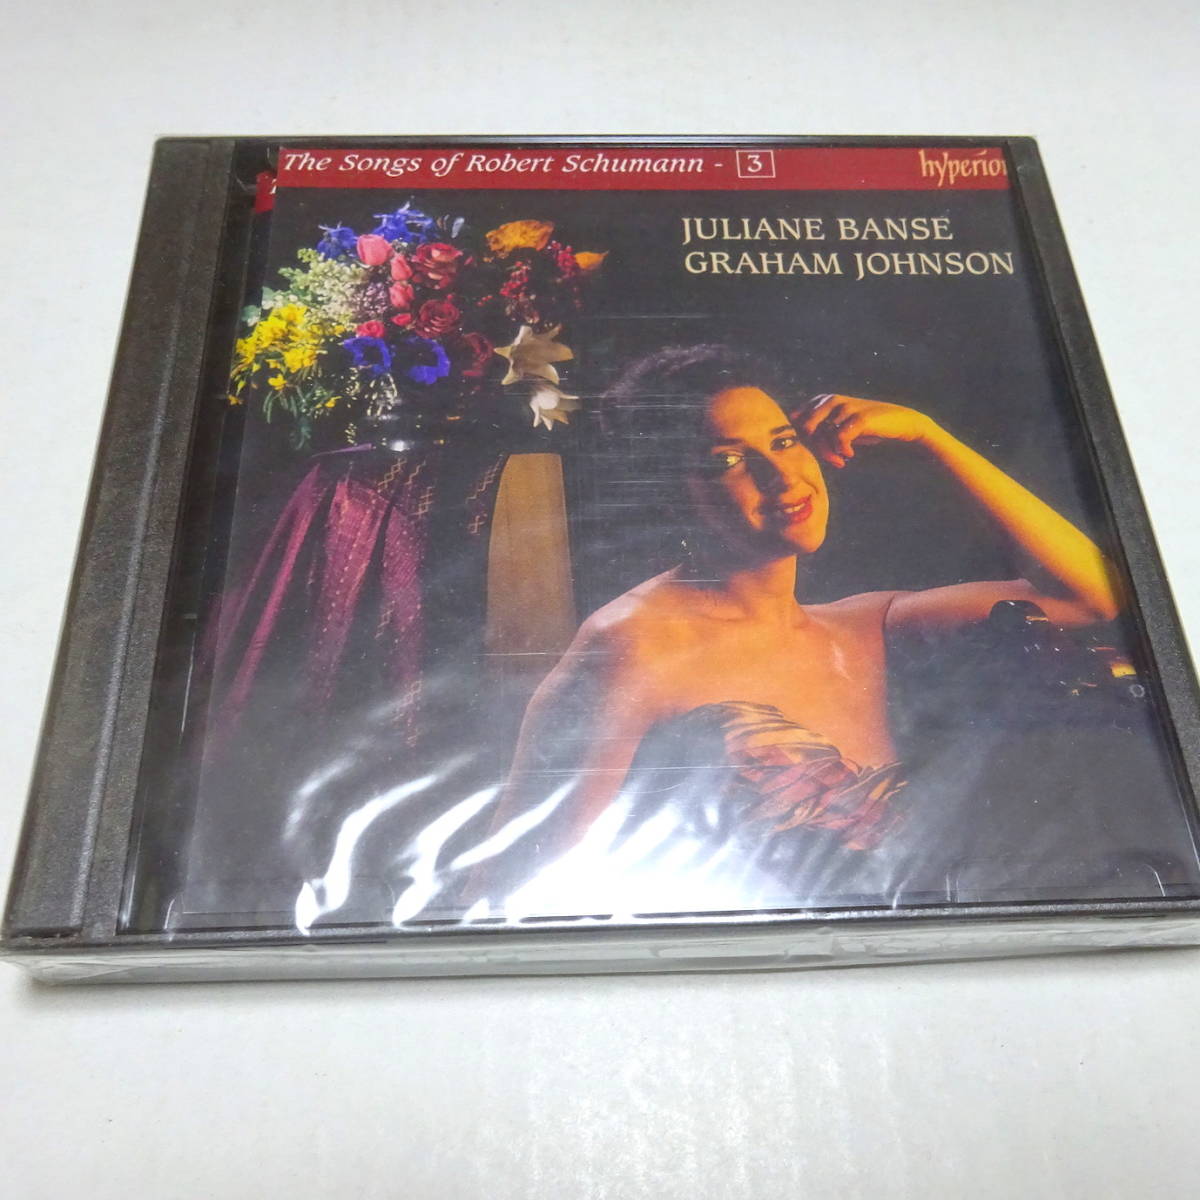 The Songs of Robert Schumann - 3
hyperion
JULIANE BANSE
GRAHAM JOHNSON